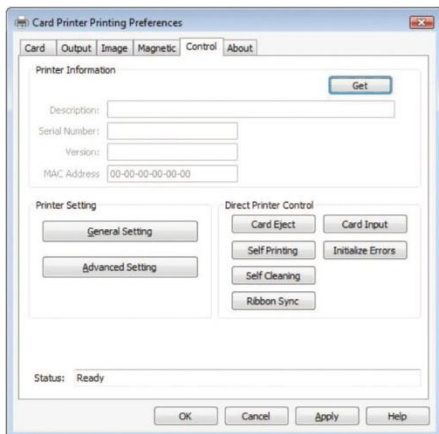 Card Printer Printing Preferences
Card Output Image Magnetic Control About
Printer Information
Get
Description:
Serial Number:
Version:
MAC Address 00-00-00-00-00-00
Printer Setting
General Setting
Advanced Setting
Direct Printer Control
Card Eject Card Input
Self Printing Initialize Errors
Self Cleaning
Ribbon Sync
Status: Ready
OK Cancel Apply Help